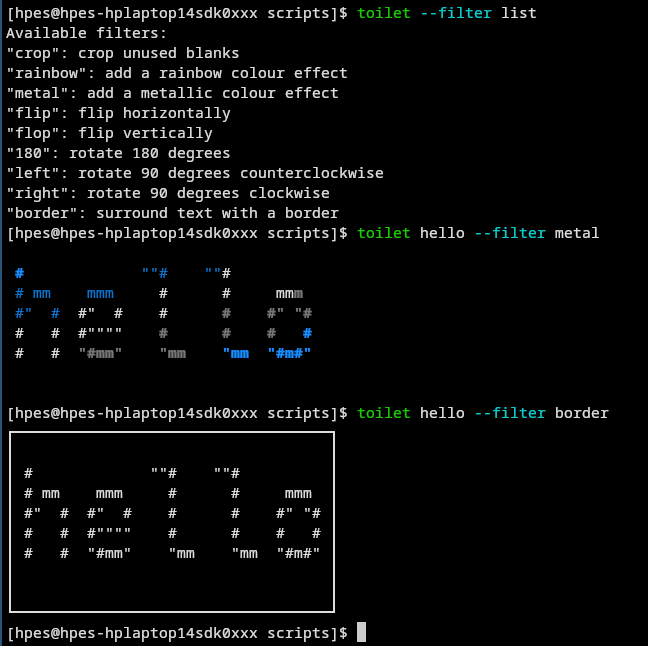 [hpes@hpes-hplaptop14sdk0xxx scripts]$ toilet --filter list
Available filters:
"crop": crop unused blanks
"rainbow": add a rainbow colour effect
"metal": add a metallic colour effect
"flip": flip horizontally
"flop": flip vertically
"180": rotate 180 degrees
"left": rotate 90 degrees counterclockwise
"right": rotate 90 degrees clockwise
"border": surround text with a border
[hpes@hpes-hplaptop14sdk0xxx scripts]$ toilet hello --filter metal

 #             ""#    ""#
 # mm    mmm     #      #     mmm
 #"  #  #"  #    #      #    #" "#
 #   #  #""""    #      #    #   #
 #   #  "#mm"    "mm    "mm  "#m#"

[hpes@hpes-hplaptop14sdk0xxx scripts]$ toilet hello --filter border

  #             ""#    ""#
  # mm    mmm     #      #     mmm
  #"  #  #"  #    #      #    #" "#
  #   #  #""""    #      #    #   #
  #   #  "#mm"    "mm    "mm  "#m#"

[hpes@hpes-hplaptop14sdk0xxx scripts]$